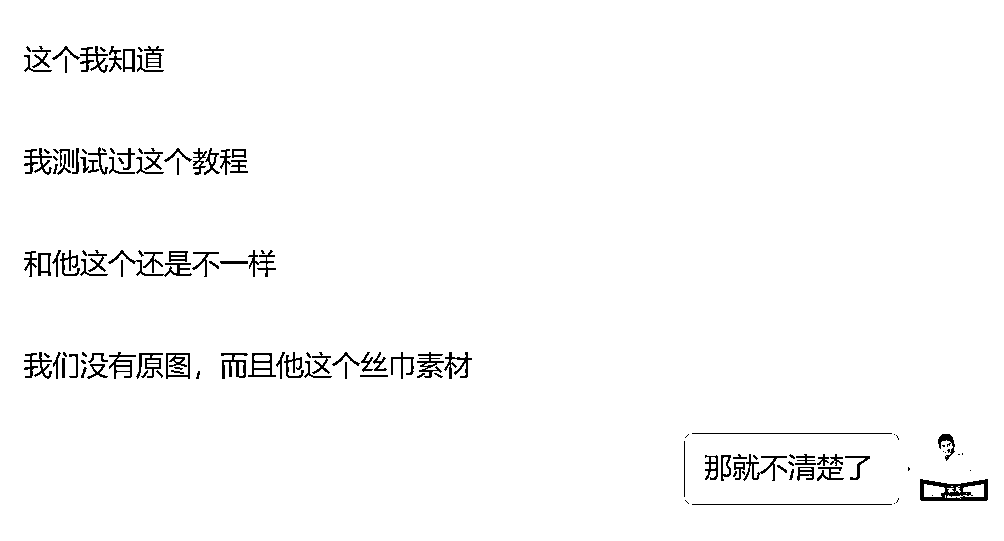 这个我知道
我测试过这个教程
和他这个还是不一样
我们没有原图，而且他这个丝巾素材
那就不清楚了